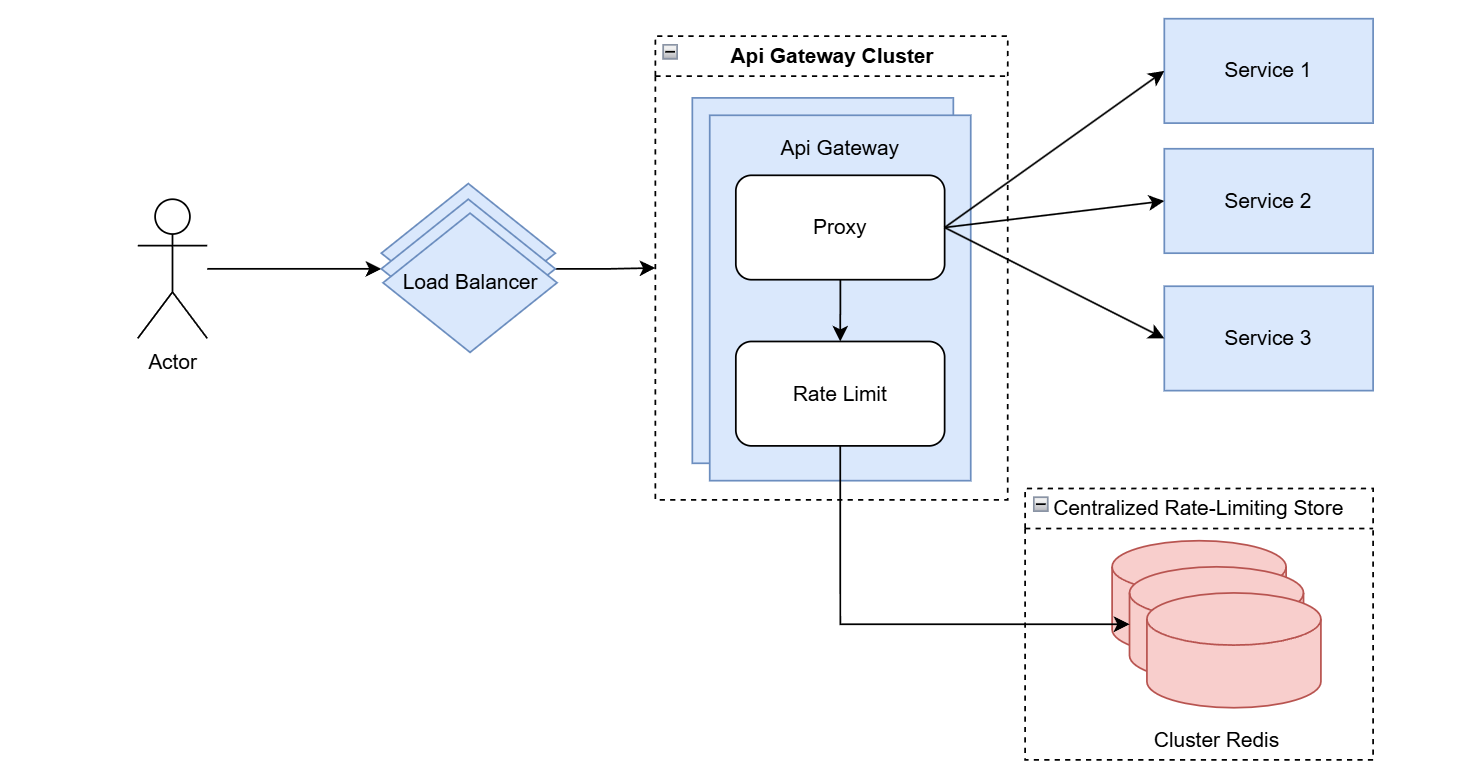 Actor
Load Balancer
Api Gateway Cluster
Api Gateway
Proxy
Rate Limit
Service 1
Service 2
Service 3
Centralized Rate-Limiting Store
Cluster Redis